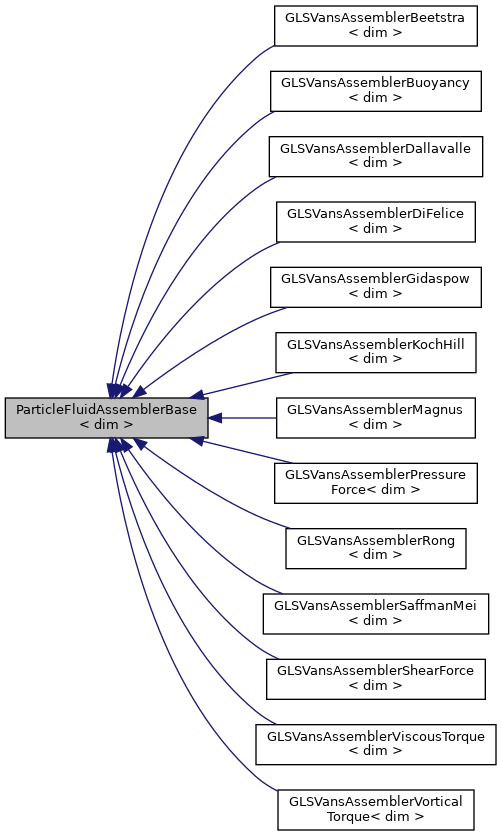 GLSVansAssemblerBeetstra
< dim >
GLSVansAssemblerBuoyancy
< dim >
GLSVansAssemblerDallavalle
< dim >
GLSVansAssemblerDiFelice
< dim >
GLSVansAssemblerGidaspow
< dim >
GLSVansAssemblerKochHill
< dim >
ParticleFluidAssemblerBase
< dim >
GLSVansAssemblerMagnus
< dim >
GLSVansAssemblerPressure
Force< dim >
GLSVansAssemblerRong
< dim >
GLSVansAssemblerSaffmanMei
< dim >
GLSVansAssemblerShearForce
< dim >
GLSVansAssemblerViscousTorque
< dim >
GLSVansAssemblerVortical
Torque< dim >